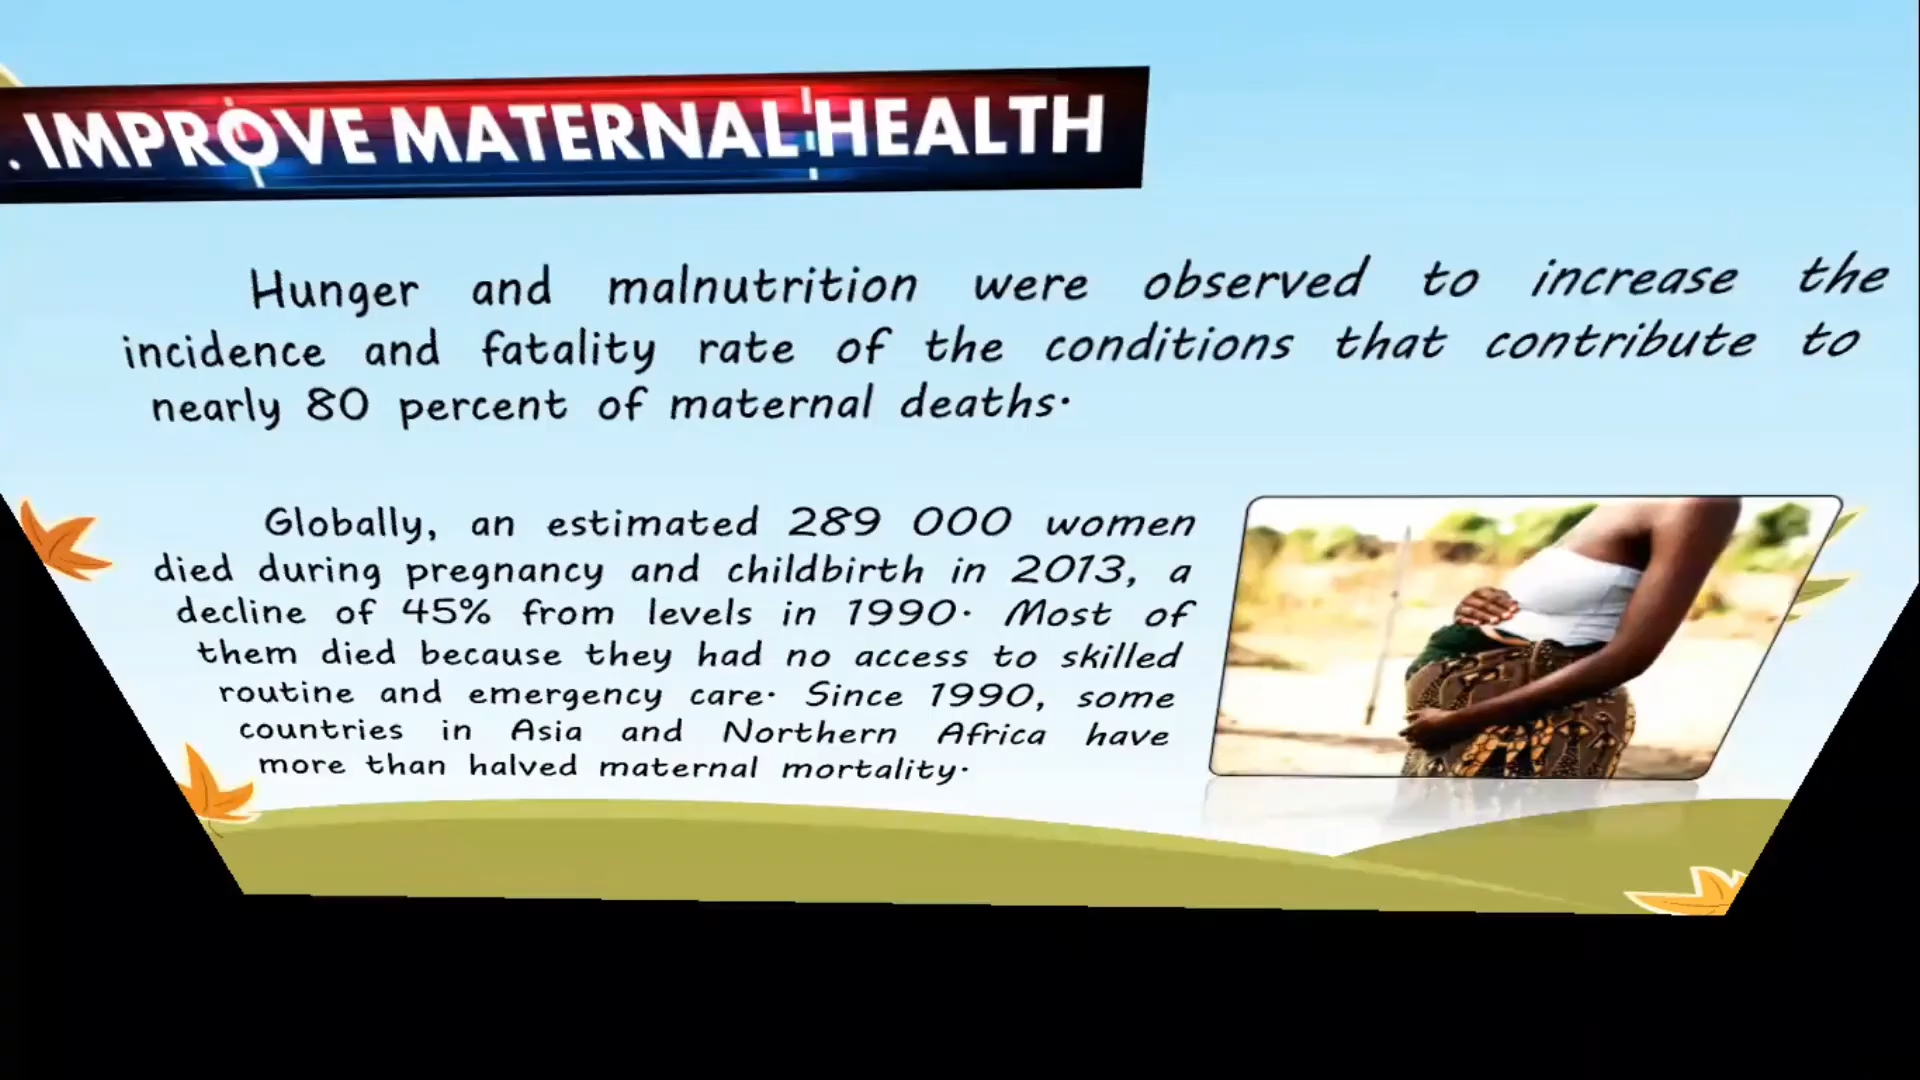 . IMPROVE MATERNAL HEALTH
Hunger and malnutrition were observed to increase the
incidence and fatality rate of the conditions that contribute to
nearly 80 percent of maternal deaths.
Globally, an estimated 289 000 women
died during pregnancy and childbirth in 2013, a
decline of 45% from levels in 1990. Most of
them died because they had no access to skilled
routine and emergency care. Since 1990, some
countries in Asia and Northern Africa have
more than halved maternal mortality.